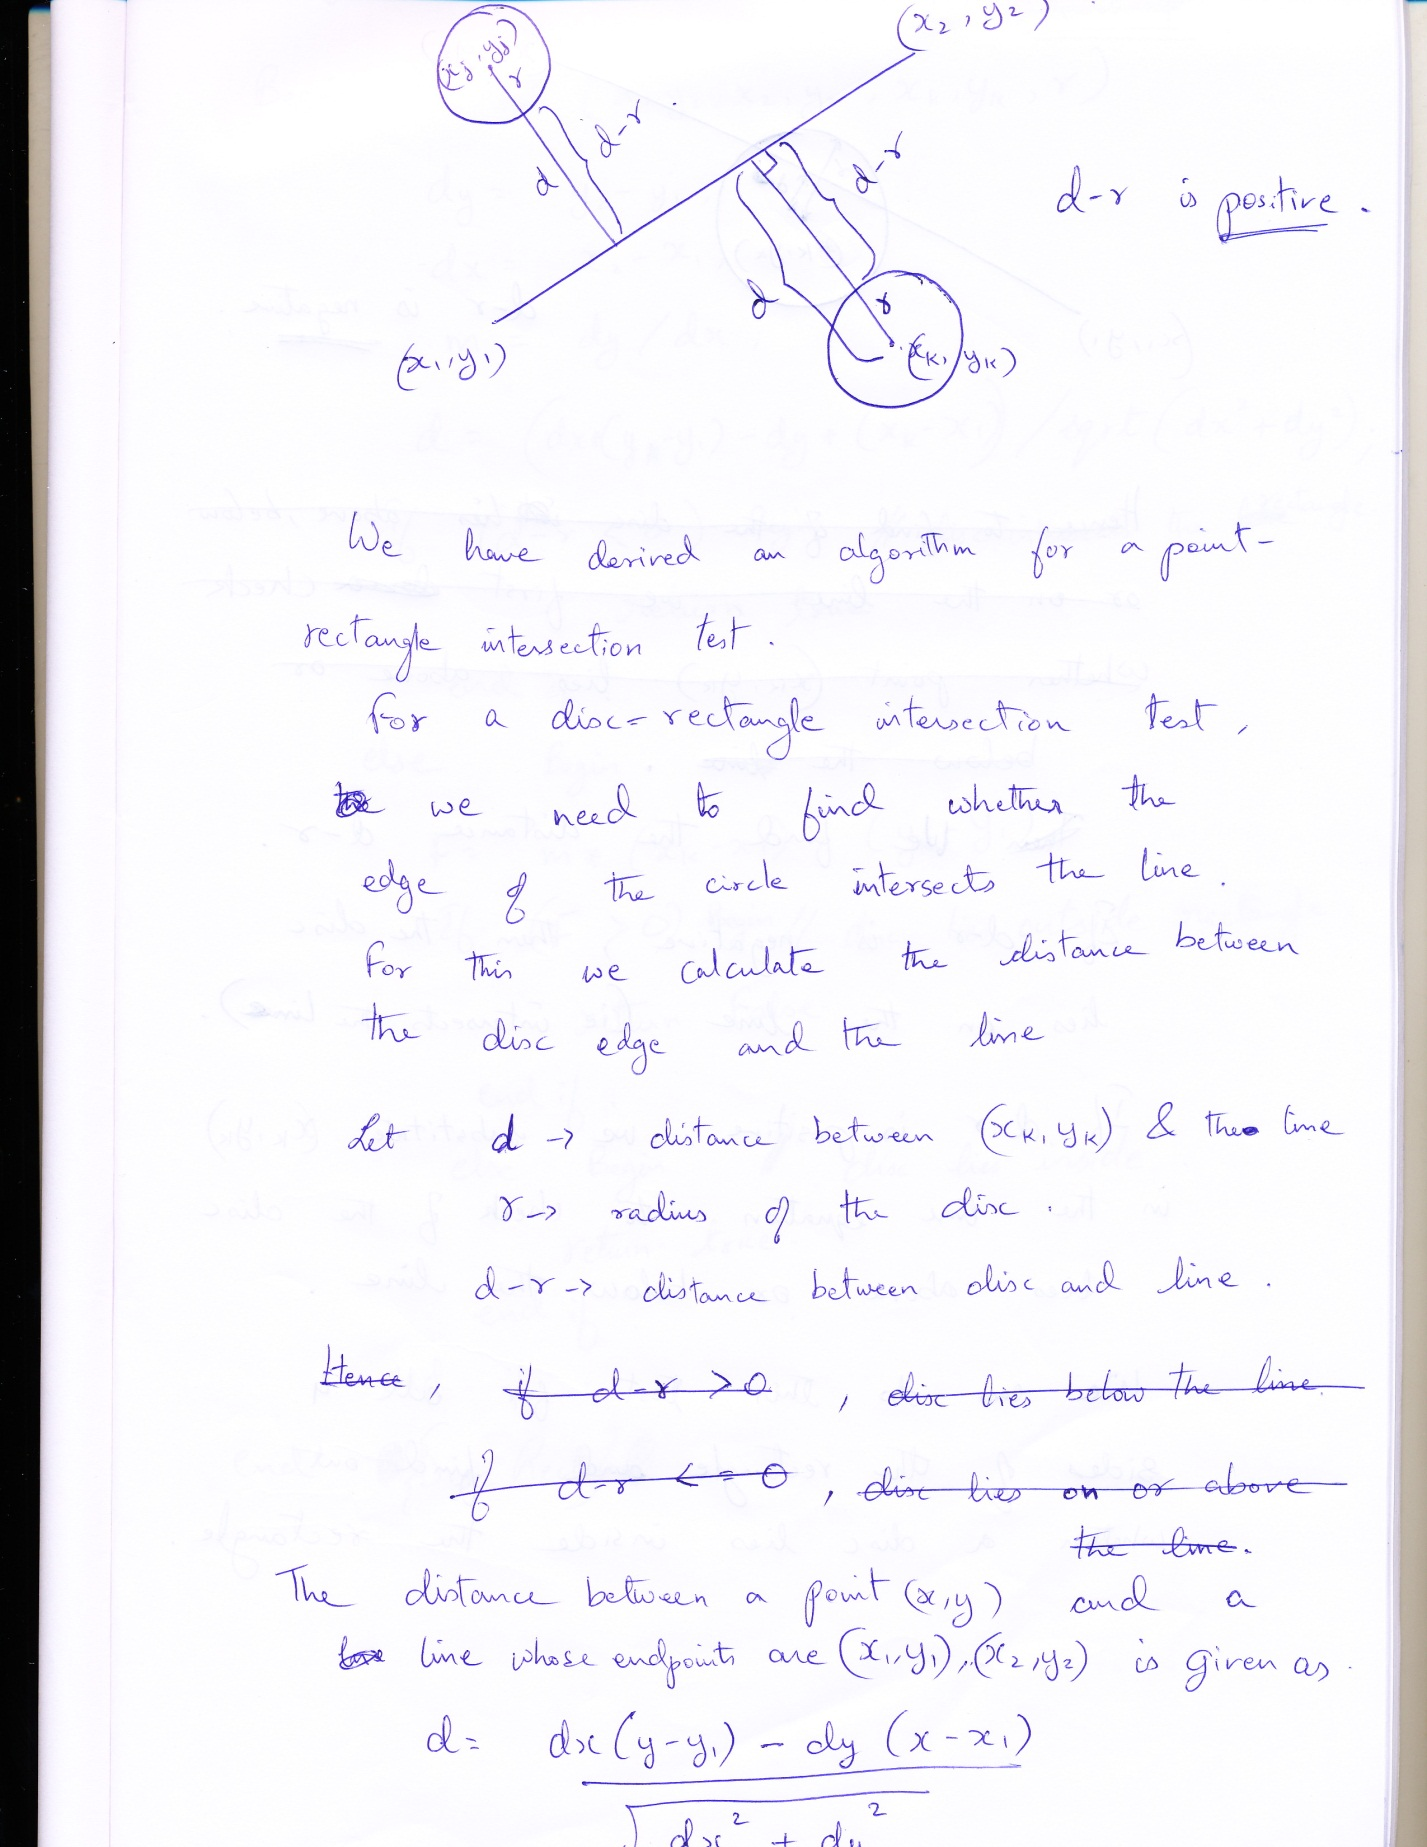 (x₂, y₂)
(xⱼ, yⱼ)
r
d-r
d
d-r
d-r is positive.
d
r
(x₁, y₁)
(xₖ, yₖ)
We have derived an algorithm for a point-
rectangle intersection test.
For a disc-rectangle intersection test,
we need to find whether the
edge of the circle intersects the line.
For this we calculate the distance between
the disc edge and the line
Let d → distance between (xₖ, yₖ) & the line
r → radius of the disc.
d-r → distance between disc and line.
Hence, if d-r > 0, disc lies below the line.
if d-r <= 0, disc lies on or above
the line.
The distance between a point (x,y) and a
line whose endpoints are (x₁,y₁), (x₂,y₂) is given as.
d = dx(y-y₁) - dy(x-x₁)
√dx² + dy²